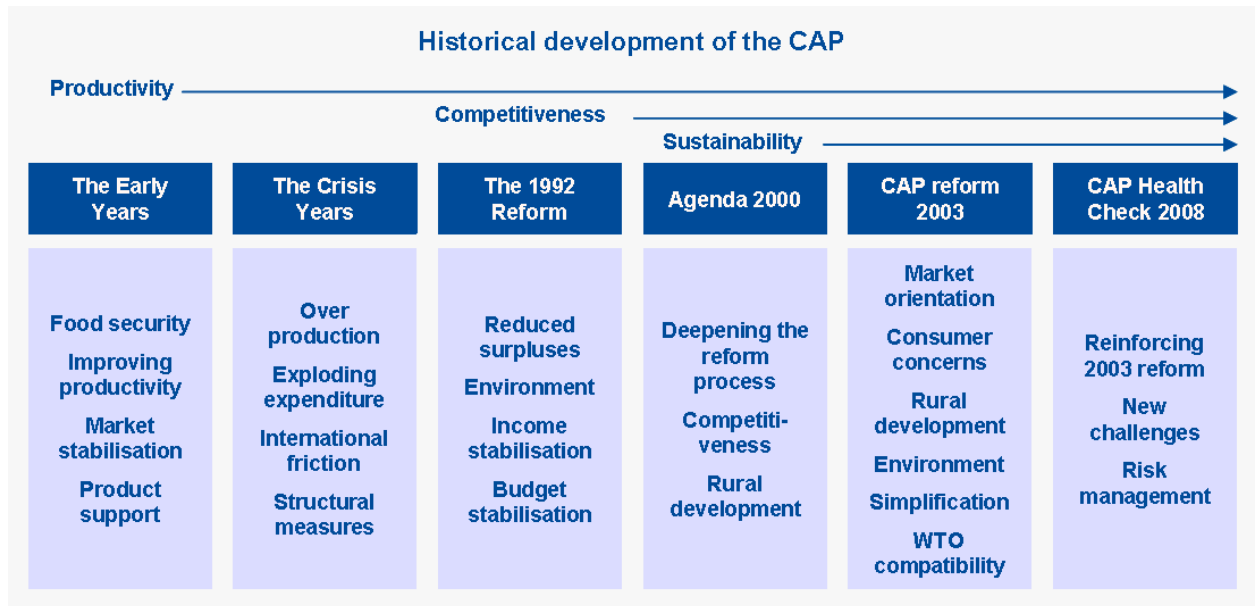 Historical development of the CAP
Productivity
Competitiveness
Sustainability
The Early
Years
The Crisis
Years
The 1992
Reform
Agenda 2000
CAP reform
2003
CAP Health
Check 2008
Food security
Improving
productivity
Market
stabilisation
Product
support
Over
production
Exploding
expenditure
International
friction
Structural
measures
Reduced
surpluses
Environment
Income
stabilisation
Budget
stabilisation
Deepening the
reform
process
Competiti-
veness
Rural
development
Market
orientation
Consumer
concerns
Rural
development
Environment
Simplification
WTO
compatibility
Reinforcing
2003 reform
New
challenges
Risk
management